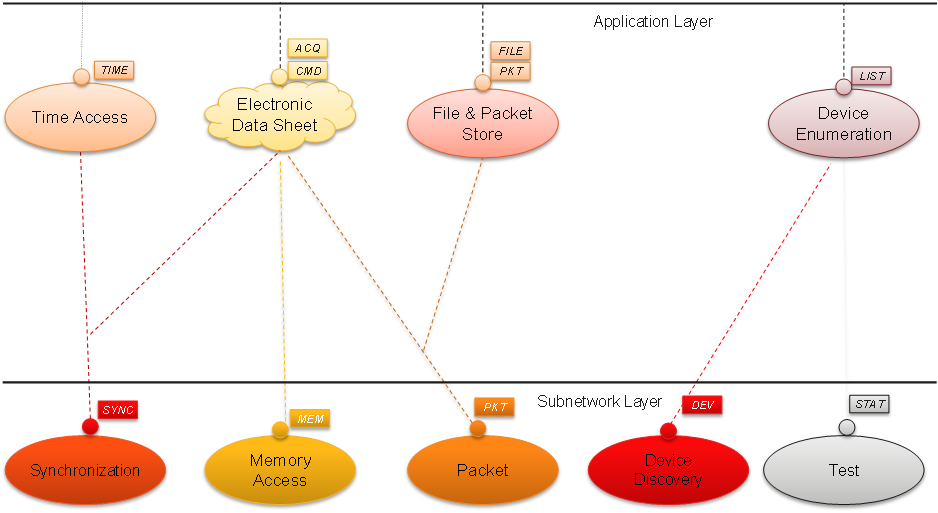 Application Layer
TIME
ACQ
CMD
FILE
PKT
LIST
Time Access
Electronic
Data Sheet
File & Packet
Store
Device
Enumeration
Subnetwork Layer
SYNC
MEM
PKT
DEV
STAT
Synchronization
Memory
Access
Packet
Device
Discovery
Test